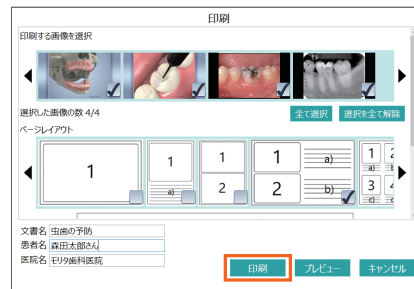 印刷
印刷する画像を選択
選択した画像の数 4/4
全て選択 選択を全て解除
ページレイアウト
1
1
a)
1
2
1 a)
2 b)
1 2
a)
3 4
c)
文書名 虫歯の予防
患者名 森田太郎さん
医院名 モリタ歯科医院
印刷 プレビュー キャンセル